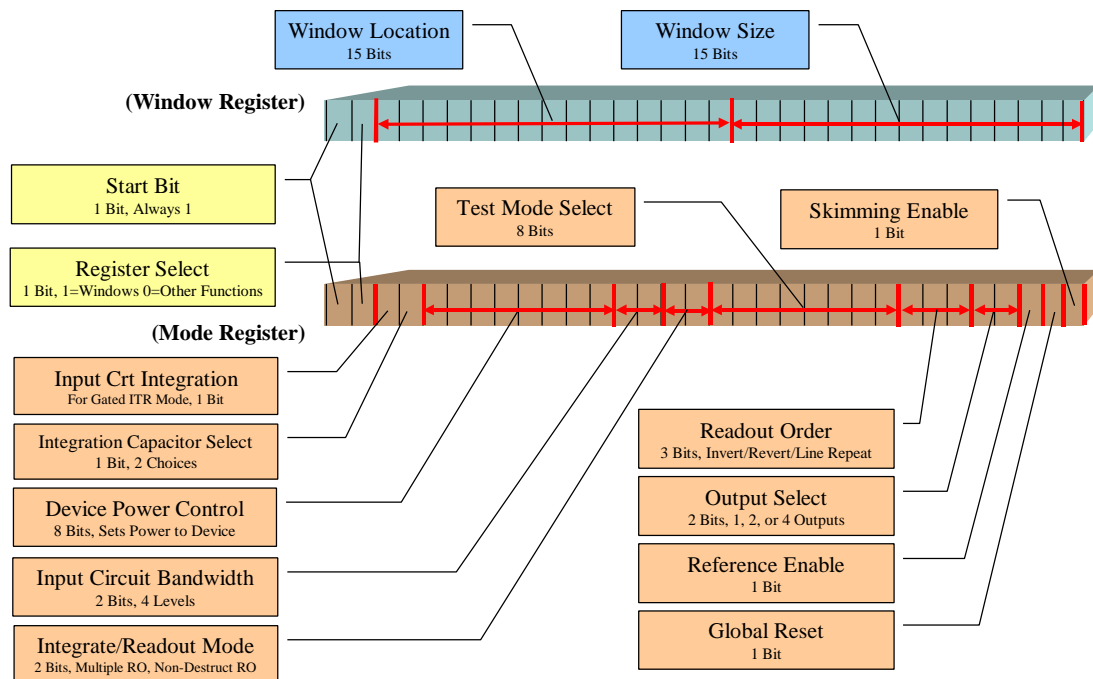 Window Location
15 Bits
Window Size
15 Bits
(Window Register)
Start Bit
1 Bit, Always 1
Test Mode Select
8 Bits
Skimming Enable
1 Bit
Register Select
1 Bit, 1=Windows 0=Other Functions
(Mode Register)
Input Crt Integration
For Gated ITR Mode, 1 Bit
Integration Capacitor Select
1 Bit, 2 Choices
Device Power Control
8 Bits, Sets Power to Device
Input Circuit Bandwidth
2 Bits, 4 Levels
Integrate/Readout Mode
2 Bits, Multiple RO, Non-Destruct RO
Readout Order
3 Bits, Invert/Revert/Line Repeat
Output Select
2 Bits, 1, 2, or 4 Outputs
Reference Enable
1 Bit
Global Reset
1 Bit